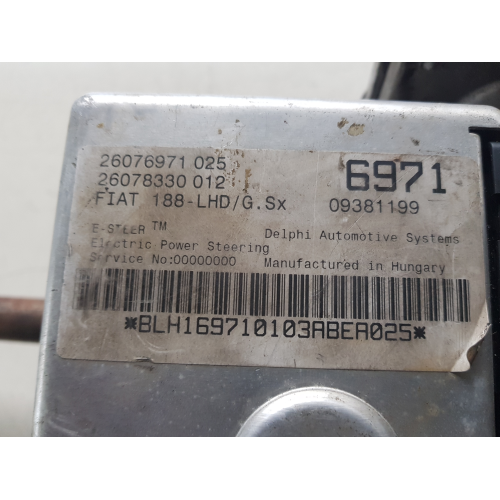 26076971 025
26078330 012
6971
FIAT 188-LHD/G.Sx 09381199
E-STEER TM Delphi Automotive Systems
Electric Power Steering
Service No:00000000 Manufactured in Hungary
*BLH169710103ABEA025*